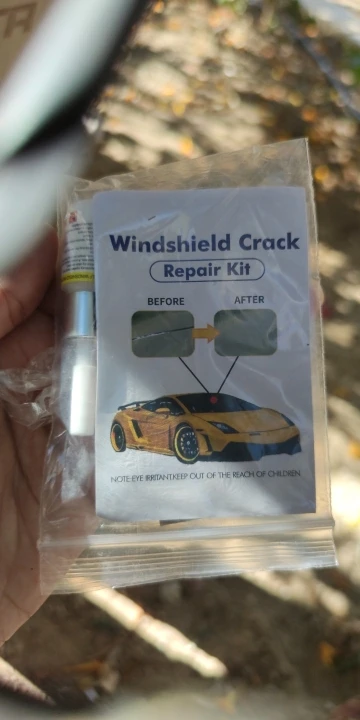 Windshield Crack
Repair Kit
BEFORE
AFTER
NOTE:EYE IRRITANT.KEEP OUT OF THE REACH OF CHILDREN.